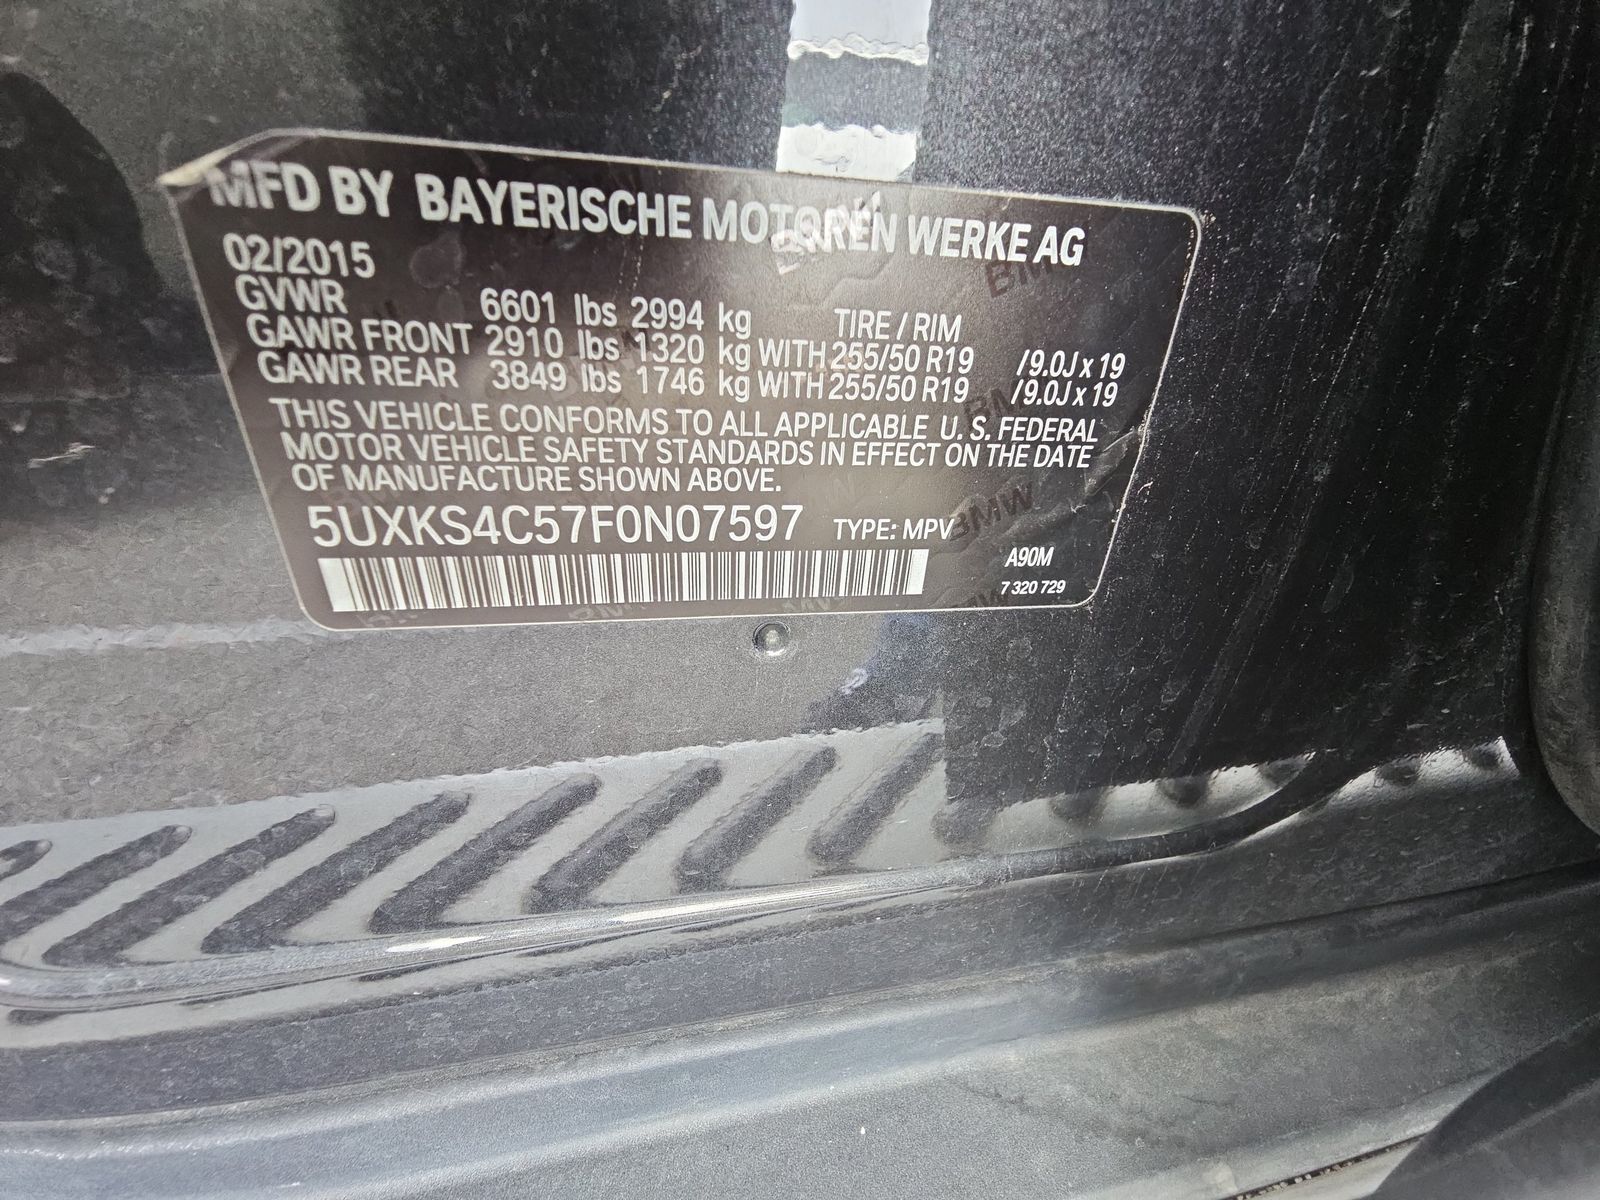 MFD BY BAYERISCHE MOTOREN WERKE AG
02/2015
GVWR 6601 lbs 2994 kg TIRE / RIM
GAWR FRONT 2910 lbs 1320 kg WITH 255/50 R19 /9.0J x 19
GAWR REAR 3849 lbs 1746 kg WITH 255/50 R19 /9.0J x 19
THIS VEHICLE CONFORMS TO ALL APPLICABLE U. S. FEDERAL
MOTOR VEHICLE SAFETY STANDARDS IN EFFECT ON THE DATE
OF MANUFACTURE SHOWN ABOVE.
5UXKS4C57F0N07597 TYPE: MPV
A90M
7 320 729